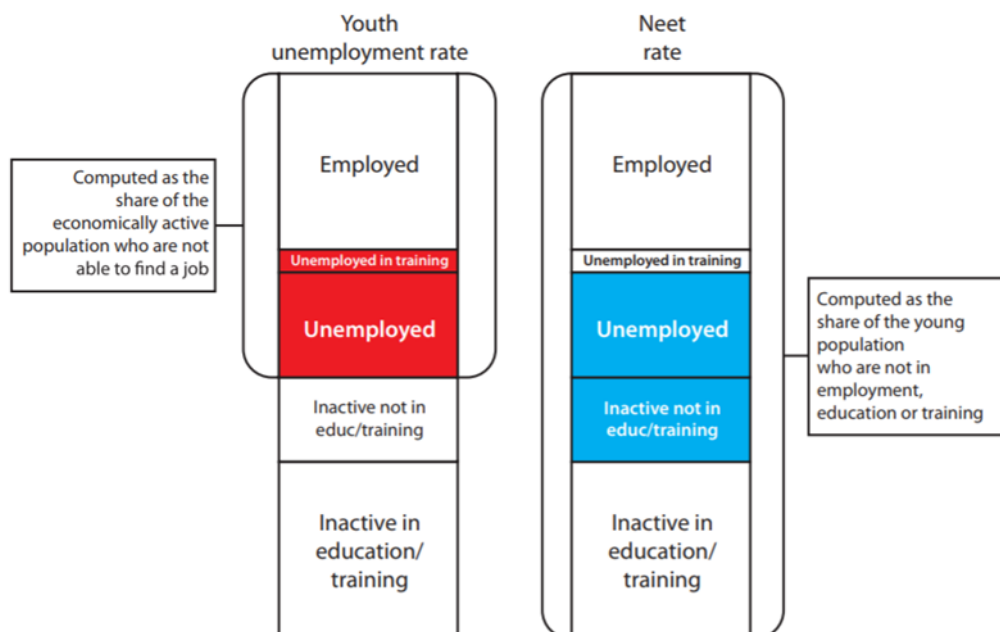 Youth
unemployment rate
Neet
rate
Employed
Employed
Computed as the
share of the
economically active
population who are not
able to find a job
Unemployed in training
Unemployed in training
Unemployed
Unemployed
Computed as the
share of the young
population
who are not in
employment,
education or training
Inactive not in
educ/training
Inactive not in
educ/training
Inactive in
education/
training
Inactive in
education/
training